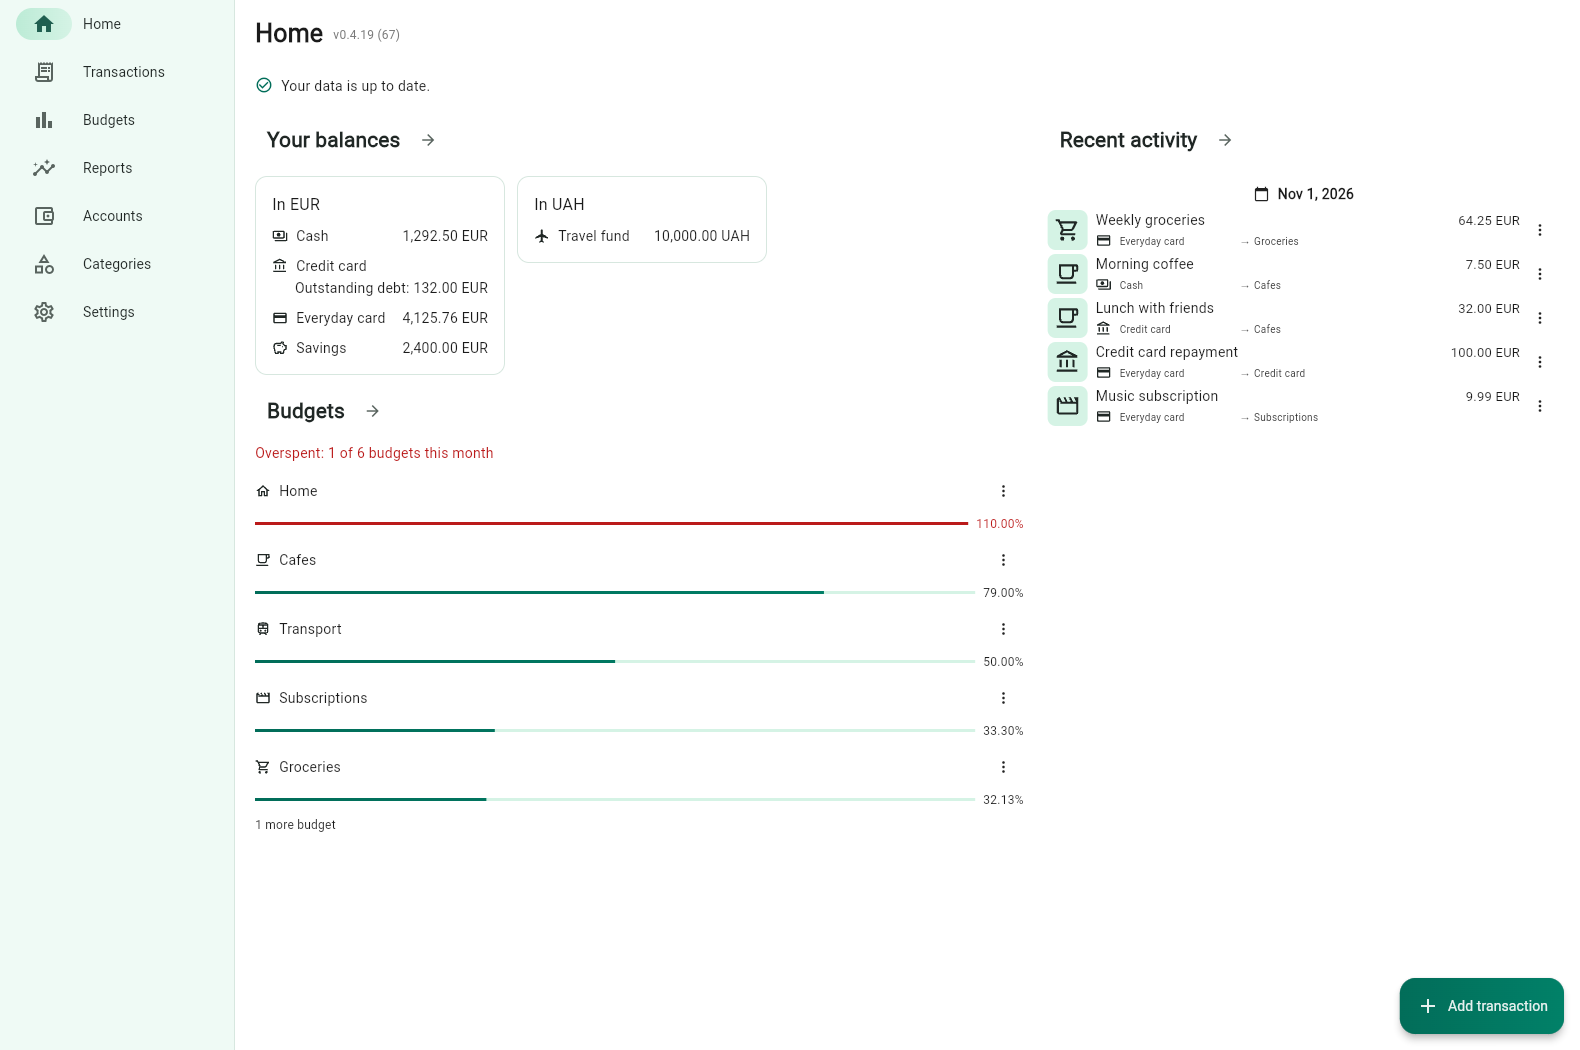 Home
Transactions
Budgets
Reports
Accounts
Categories
Settings
Home v0.4.19 (67)
Your data is up to date.
Your balances
In EUR
Cash 1,292.50 EUR
Credit card
Outstanding debt: 132.00 EUR
Everyday card 4,125.76 EUR
Savings 2,400.00 EUR
In UAH
Travel fund 10,000.00 UAH
Budgets
Overspent: 1 of 6 budgets this month
Home
110.00%
Cafes
79.00%
Transport
50.00%
Subscriptions
33.30%
Groceries
32.13%
1 more budget
Recent activity
Nov 1, 2026
Weekly groceries 64.25 EUR
Everyday card → Groceries
Morning coffee 7.50 EUR
Cash → Cafes
Lunch with friends 32.00 EUR
Credit card → Cafes
Credit card repayment 100.00 EUR
Everyday card → Credit card
Music subscription 9.99 EUR
Everyday card → Subscriptions
Add transaction